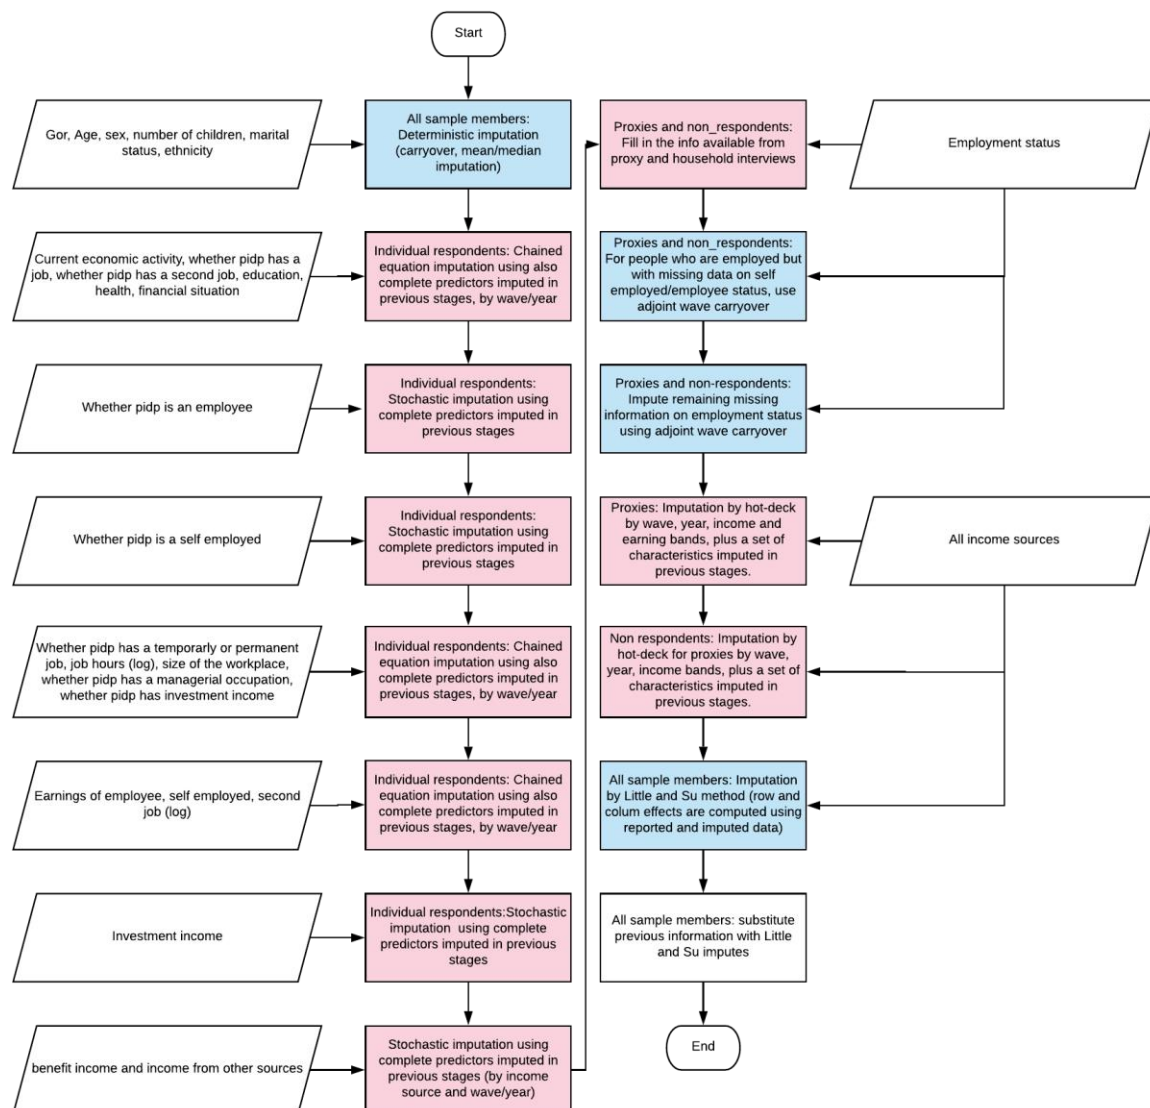 Start
Gor, Age, sex, number of children, marital
status, ethnicity
All sample members:
Deterministic imputation
(carryover, mean/median
imputation)
Proxies and non_respondents:
Fill in the info available from
proxy and household interviews
Employment status
Current economic activity, whether pidp has a
job, whether pidp has a second job, education,
health, financial situation
Individual respondents: Chained
equation imputation using also
complete predictors imputed in
previous stages, by wave/year
Proxies and non_respondents:
For people who are employed but
with missing data on self
employed/employee status, use
adjoint wave carryover
Whether pidp is an employee
Individual respondents:
Stochastic imputation using
complete predictors imputed in
previous stages
Proxies and non-respondents:
Impute remaining missing
information on employment status
using adjoint wave carryover
Whether pidp is a self employed
Individual respondents:
Stochastic imputation using
complete predictors imputed in
previous stages
Proxies: Imputation by hot-deck
by wave, year, income and
earning bands, plus a set of
characteristics imputed in
previous stages.
All income sources
Whether pidp has a temporarly or permanent
job, job hours (log), size of the workplace,
whether pidp has a managerial occupation,
whether pidp has investment income
Individual respondents: Chained
equation imputation using also
complete predictors imputed in
previous stages, by wave/year
Non respondents: Imputation by
hot-deck for proxies by wave,
year, income bands, plus a set of
characteristics imputed in
previous stages.
Earnings of employee, self employed, second
job (log)
Individual respondents: Chained
equation imputation using also
complete predictors imputed in
previous stages, by wave/year
All sample members: Imputation
by Little and Su method (row and
colum effects are computed using
reported and imputed data)
Investment income
Individual respondents:Stochastic
imputation using complete
predictors imputed in previous
stages
All sample members: substitute
previous information with Little
and Su imputes
benefit income and income from other sources
Stochastic imputation using
complete predictors imputed in
previous stages (by income
source and wave/year)
End